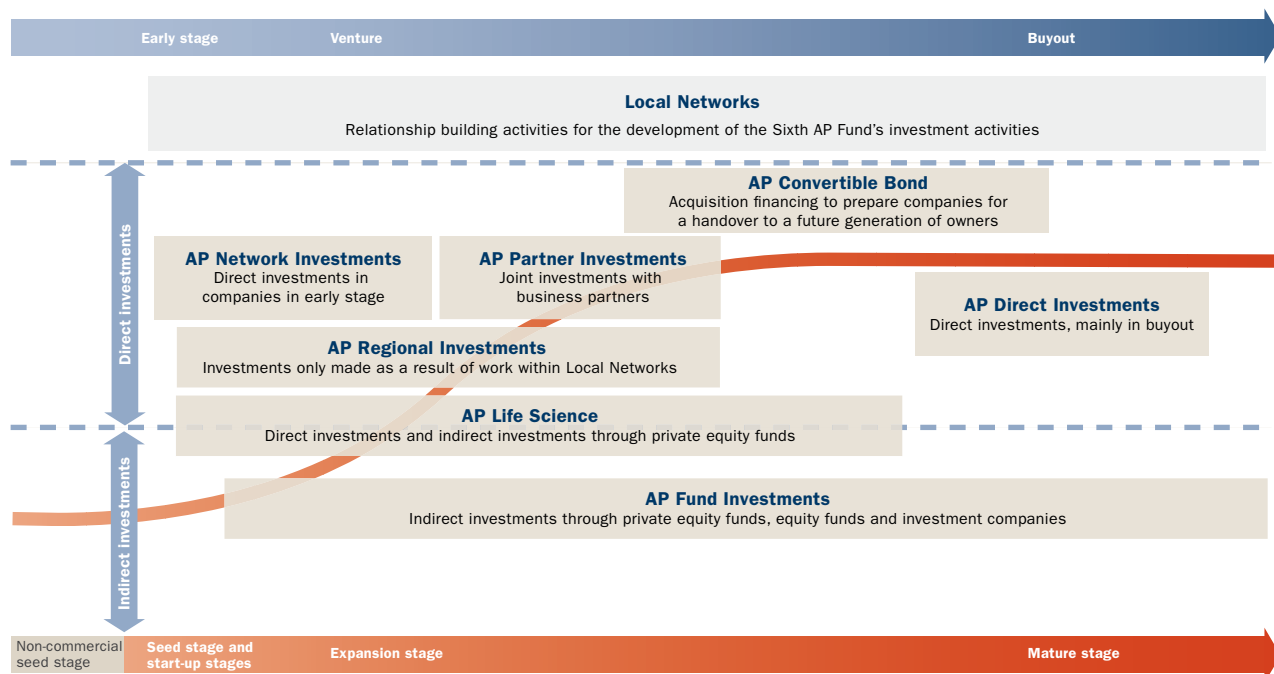 Early stage
Venture
Buyout
Local Networks
Relationship building activities for the development of the Sixth AP Fund's investment activities
AP Convertible Bond
Acquisition financing to prepare companies for
a handover to a future generation of owners
Direct investments
AP Network Investments
Direct investments in
companies in early stage
AP Partner Investments
Joint investments with
business partners
AP Direct Investments
Direct investments, mainly in buyout
AP Regional Investments
Investments only made as a result of work within Local Networks
AP Life Science
Direct investments and indirect investments through private equity funds
Indirect investments
AP Fund Investments
Indirect investments through private equity funds, equity funds and investment companies
Non-commercial
seed stage
Seed stage and
start-up stages
Expansion stage
Mature stage